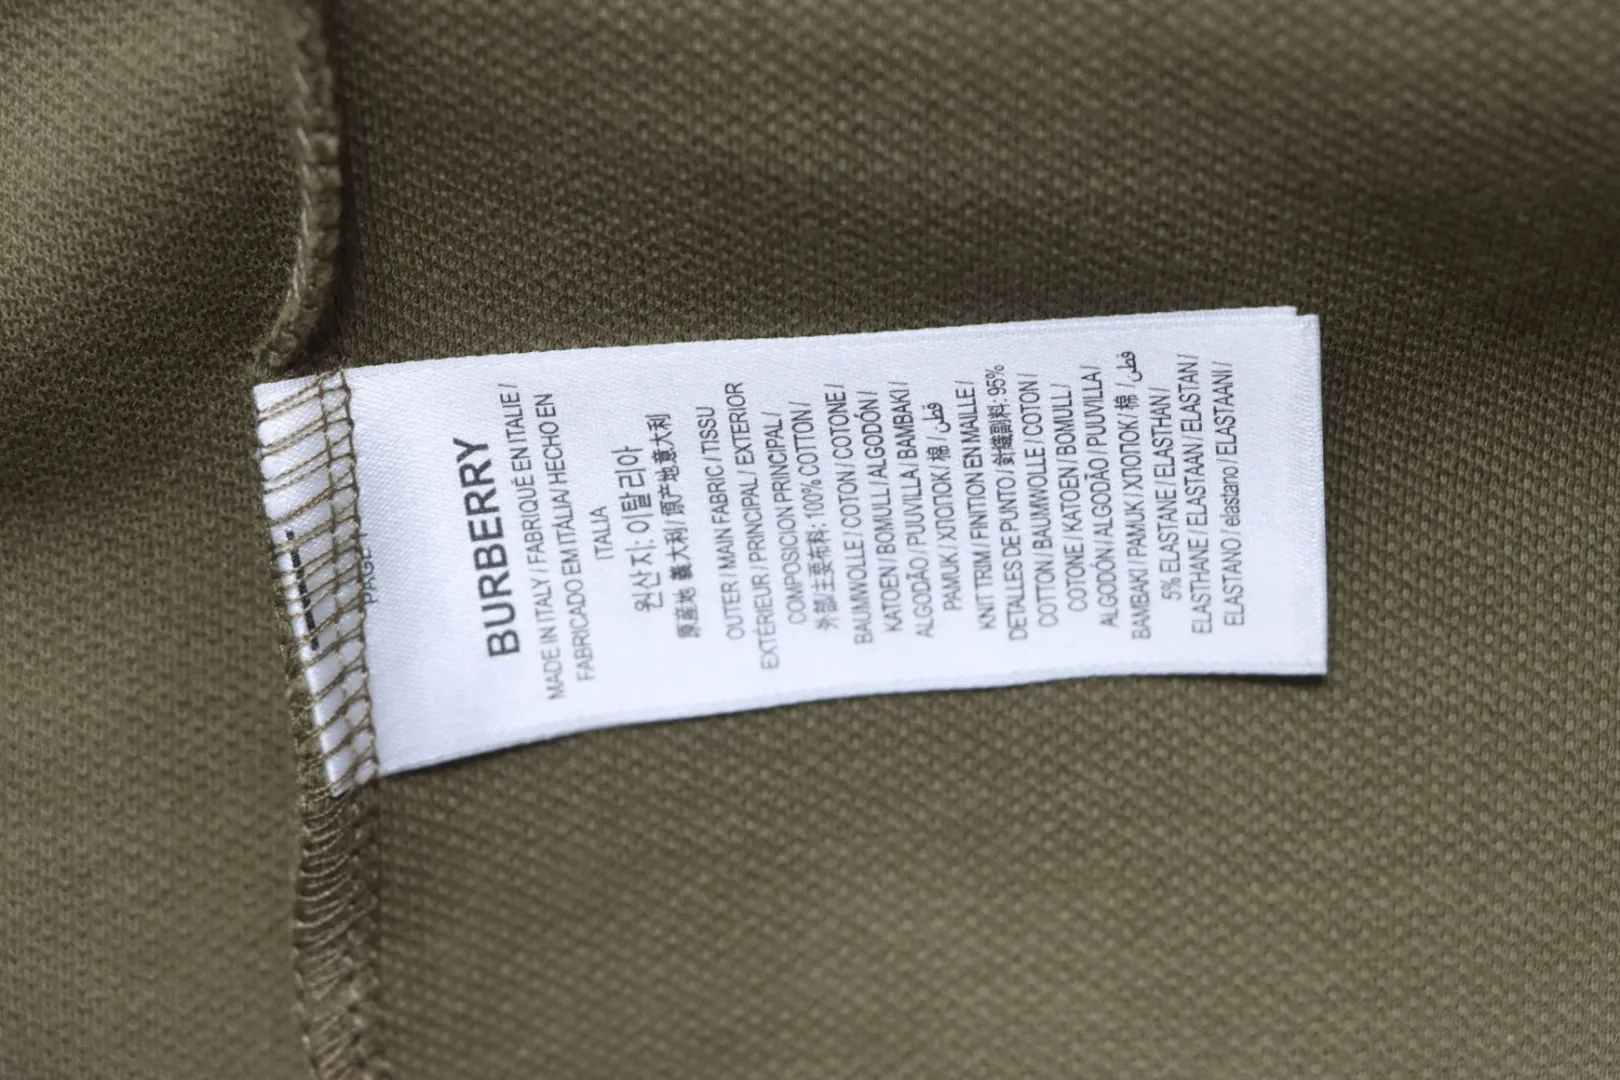 BURBERRY
MADE IN ITALY / FABRIQUÉ EN ITALIE /
FABRICADO EM ITÁLIA / HECHO EN
ITALIA
원산지: 이탈리아
原産地 義大利 / 原产地意大利
OUTER / MAIN FABRIC / TISSU
EXTÉRIEUR / PRINCIPAL / EXTERIOR
COMPOSICION PRINCIPAL /
外部主要布料: 100% COTTON /
BAUMWOLLE / COTON / COTONE /
KATOEN BOMULL / ALGODÓN /
ALGODÃO / PUUVILLA / BAMBAKI /
PAMUK / ХЛОПОК / 棉 / قطن
KNIT TRIM / FINITION EN MAILLE /
DETALLES DE PUNTO / 針織副料: 95%
COTTON / BAUMWOLLE / COTON /
COTONE / KATOEN / BOMULL /
ALGODÓN / ALGODÃO / PUUVILLA /
BAMBAKI / PAMUK / ХЛОПОК / 棉 / قطن
5% ELASTANE / ELASTHAN /
ELASTHANE / ELASTAAN / ELASTAN /
ELASTANO / elastano / ELASTAANI /